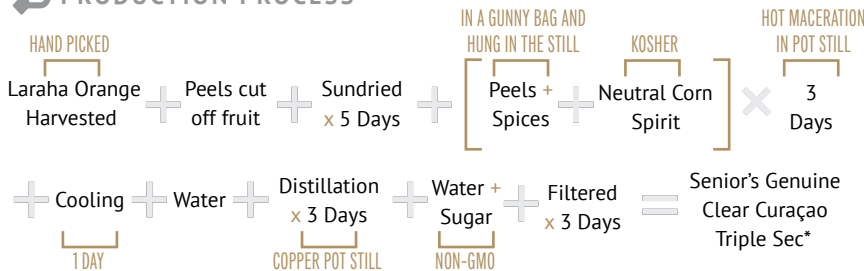 PRODUCTION PROCESS
IN A GUNNY BAG AND
HUNG IN THE STILL
HOT MACERATION
IN POT STILL
HAND PICKED
KOSHER
Laraha Orange
Harvested
+
Peels cut
off fruit
+
Sundried
x 5 Days
+
[
Peels +
Spices
+
Neutral Corn
Spirit
]
×
3
Days
+
Cooling
+
Water
+
Distillation
x 3 Days
+
Water +
Sugar
+
Filtered
x 3 Days
=
Senior's Genuine
Clear Curaçao
Triple Sec*
1 DAY
COPPER POT STILL
NON-GMO